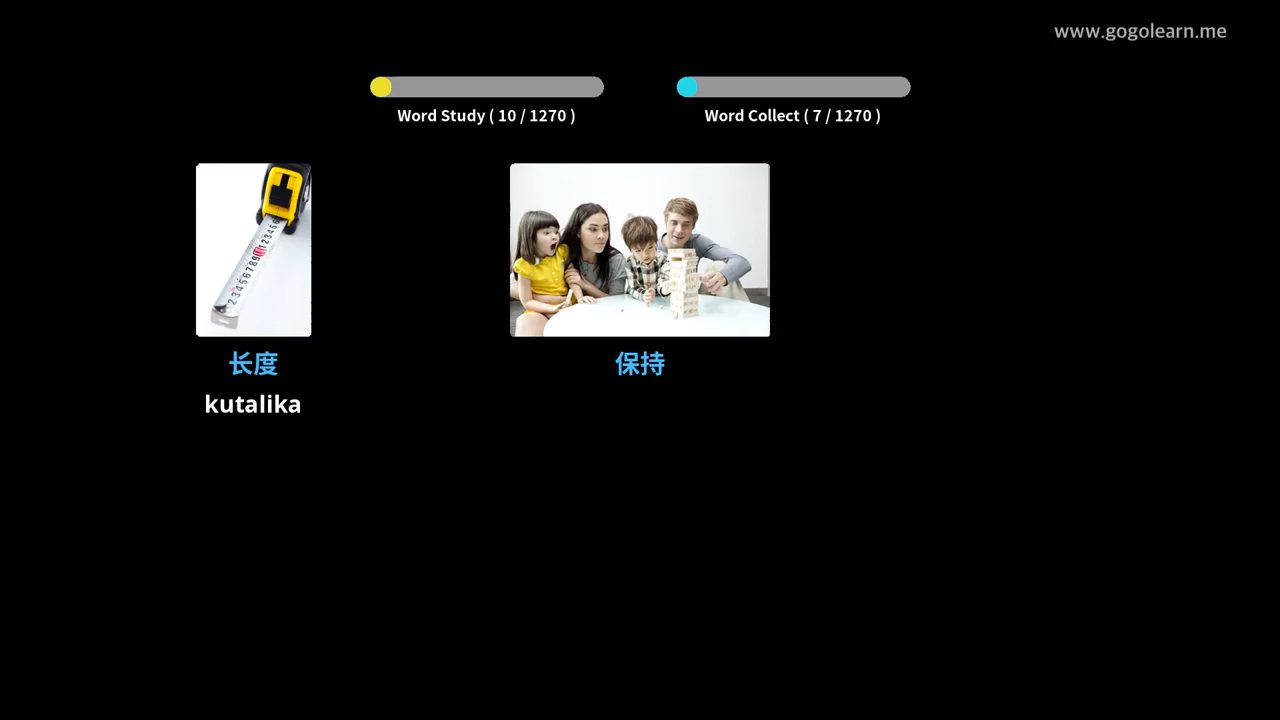 www.gogolearn.me
Word Study ( 10 / 1270 )
Word Collect ( 7 / 1270 )
长度
保持
kutalika